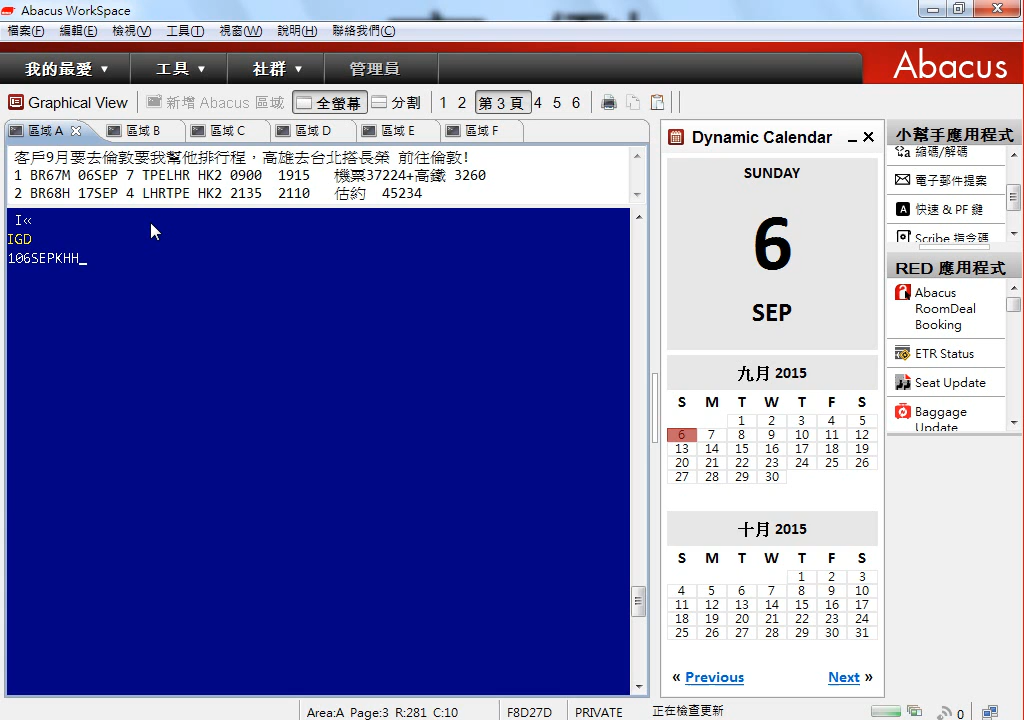 Abacus WorkSpace
檔案(F) 編輯(E) 檢視(V) 工具(T) 視窗(W) 說明(H) 聯絡我們(C)
我的最愛 ▼ 工具 ▼ 社群 ▼ 管理員
Abacus
Graphical View 新增 Abacus 區域 全螢幕 分割 1 2 第 3 頁 4 5 6
區域 A 區域 B 區域 C 區域 D 區域 E 區域 F
客戶9月要去倫敦要我幫他排行程，高雄去台北搭長榮 前往倫敦!
1 BR67M 06SEP 7 TPELHR HK2 0900 1915 機票37224+高鐵 3260
2 BR68H 17SEP 4 LHRTPE HK2 2135 2110 估約 45234
I«
IGD
106SEPKHH_
Dynamic Calendar
SUNDAY
6
SEP
九月 2015
S M T W T F S
1 2 3 4 5
6 7 8 9 10 11 12
13 14 15 16 17 18 19
20 21 22 23 24 25 26
27 28 29 30
十月 2015
S M T W T F S
1 2 3
4 5 6 7 8 9 10
11 12 13 14 15 16 17
18 19 20 21 22 23 24
25 26 27 28 29 30 31
« Previous Next »
小幫手應用程式
編碼/解碼
電子郵件提案
快速 & PF 鍵
Scribe 指令碼
RED 應用程式
Abacus
RoomDeal
Booking
ETR Status
Seat Update
Baggage
Update
Area:A Page:3 R:281 C:10 F8D27D PRIVATE 正在檢查更新 0